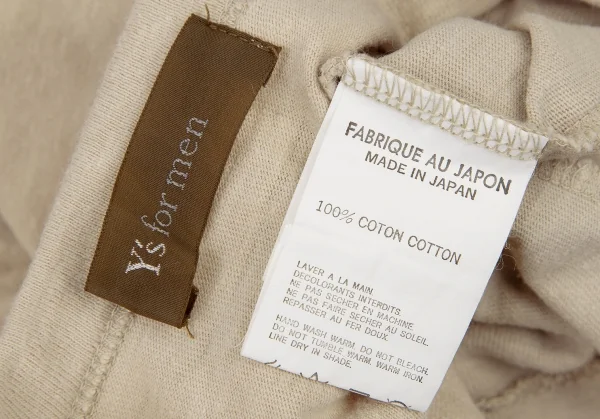 Y's for men
FABRIQUE AU JAPON
MADE IN JAPAN
100% COTON COTTON
LAVER A LA MAIN.
DECOLORANTS INTERDITS.
NE PAS SECHER EN MACHINE
NE PAS FAIRE SECHER AU SOLEIL.
REPASSER AU FER DOUX.
HAND WASH WARM. DO NOT BLEACH.
DO NOT TUMBLE WARM. WARM IRON.
LINE DRY IN SHADE.